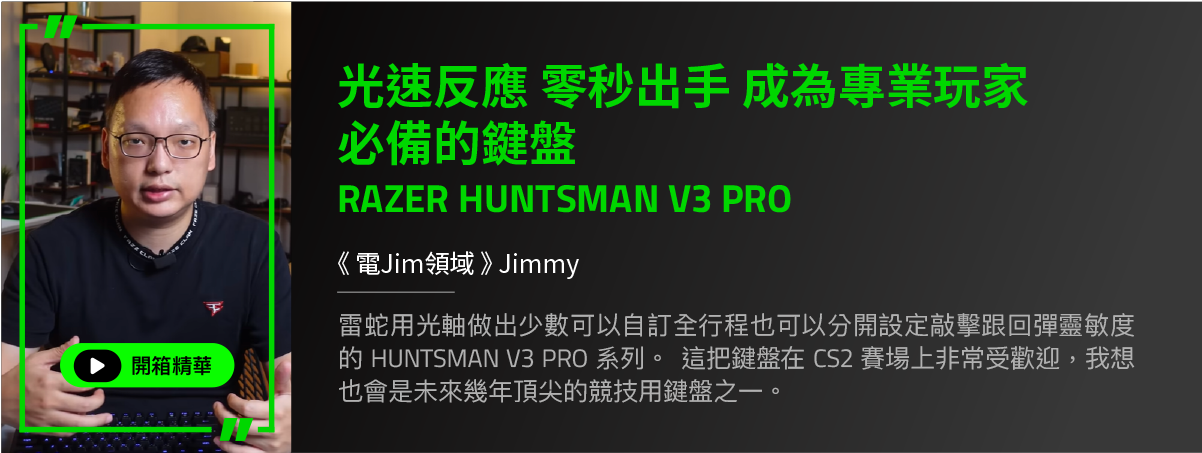 光速反應 零秒出手 成為專業玩家
必備的鍵盤
RAZER HUNTSMAN V3 PRO
《 電Jim領域 》Jimmy
雷蛇用光軸做出少數可以自訂全行程也可以分開設定敲擊跟回彈靈敏度
的 HUNTSMAN V3 PRO 系列。 這把鍵盤在 CS2 賽場上非常受歡迎，我想
也會是未來幾年頂尖的競技用鍵盤之一。
開箱精華